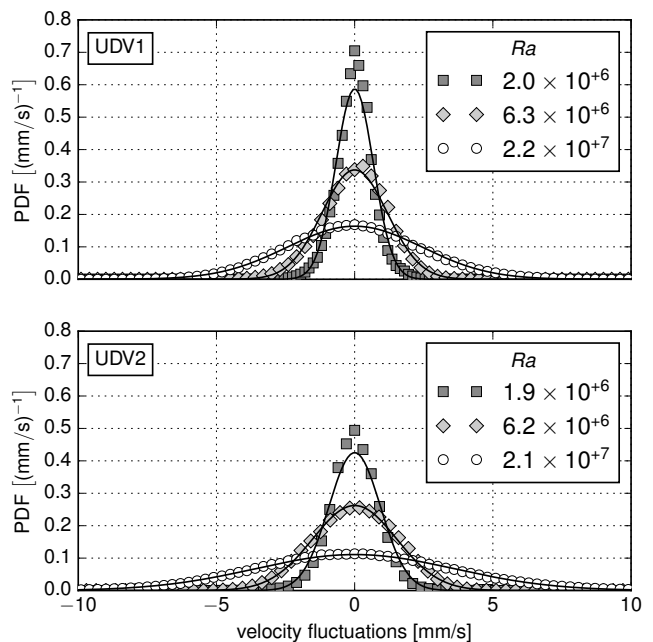 0.8
0.7
0.6
0.5
0.4
0.3
0.2
0.1
0.0
PDF [(mm/s)⁻¹]
UDV1
Ra
2.0 × 10⁺⁶
6.3 × 10⁺⁶
2.2 × 10⁺⁷
0.8
0.7
0.6
0.5
0.4
0.3
0.2
0.1
0.0
PDF [(mm/s)⁻¹]
UDV2
Ra
1.9 × 10⁺⁶
6.2 × 10⁺⁶
2.1 × 10⁺⁷
−10 −5 0 5 10
velocity fluctuations [mm/s]